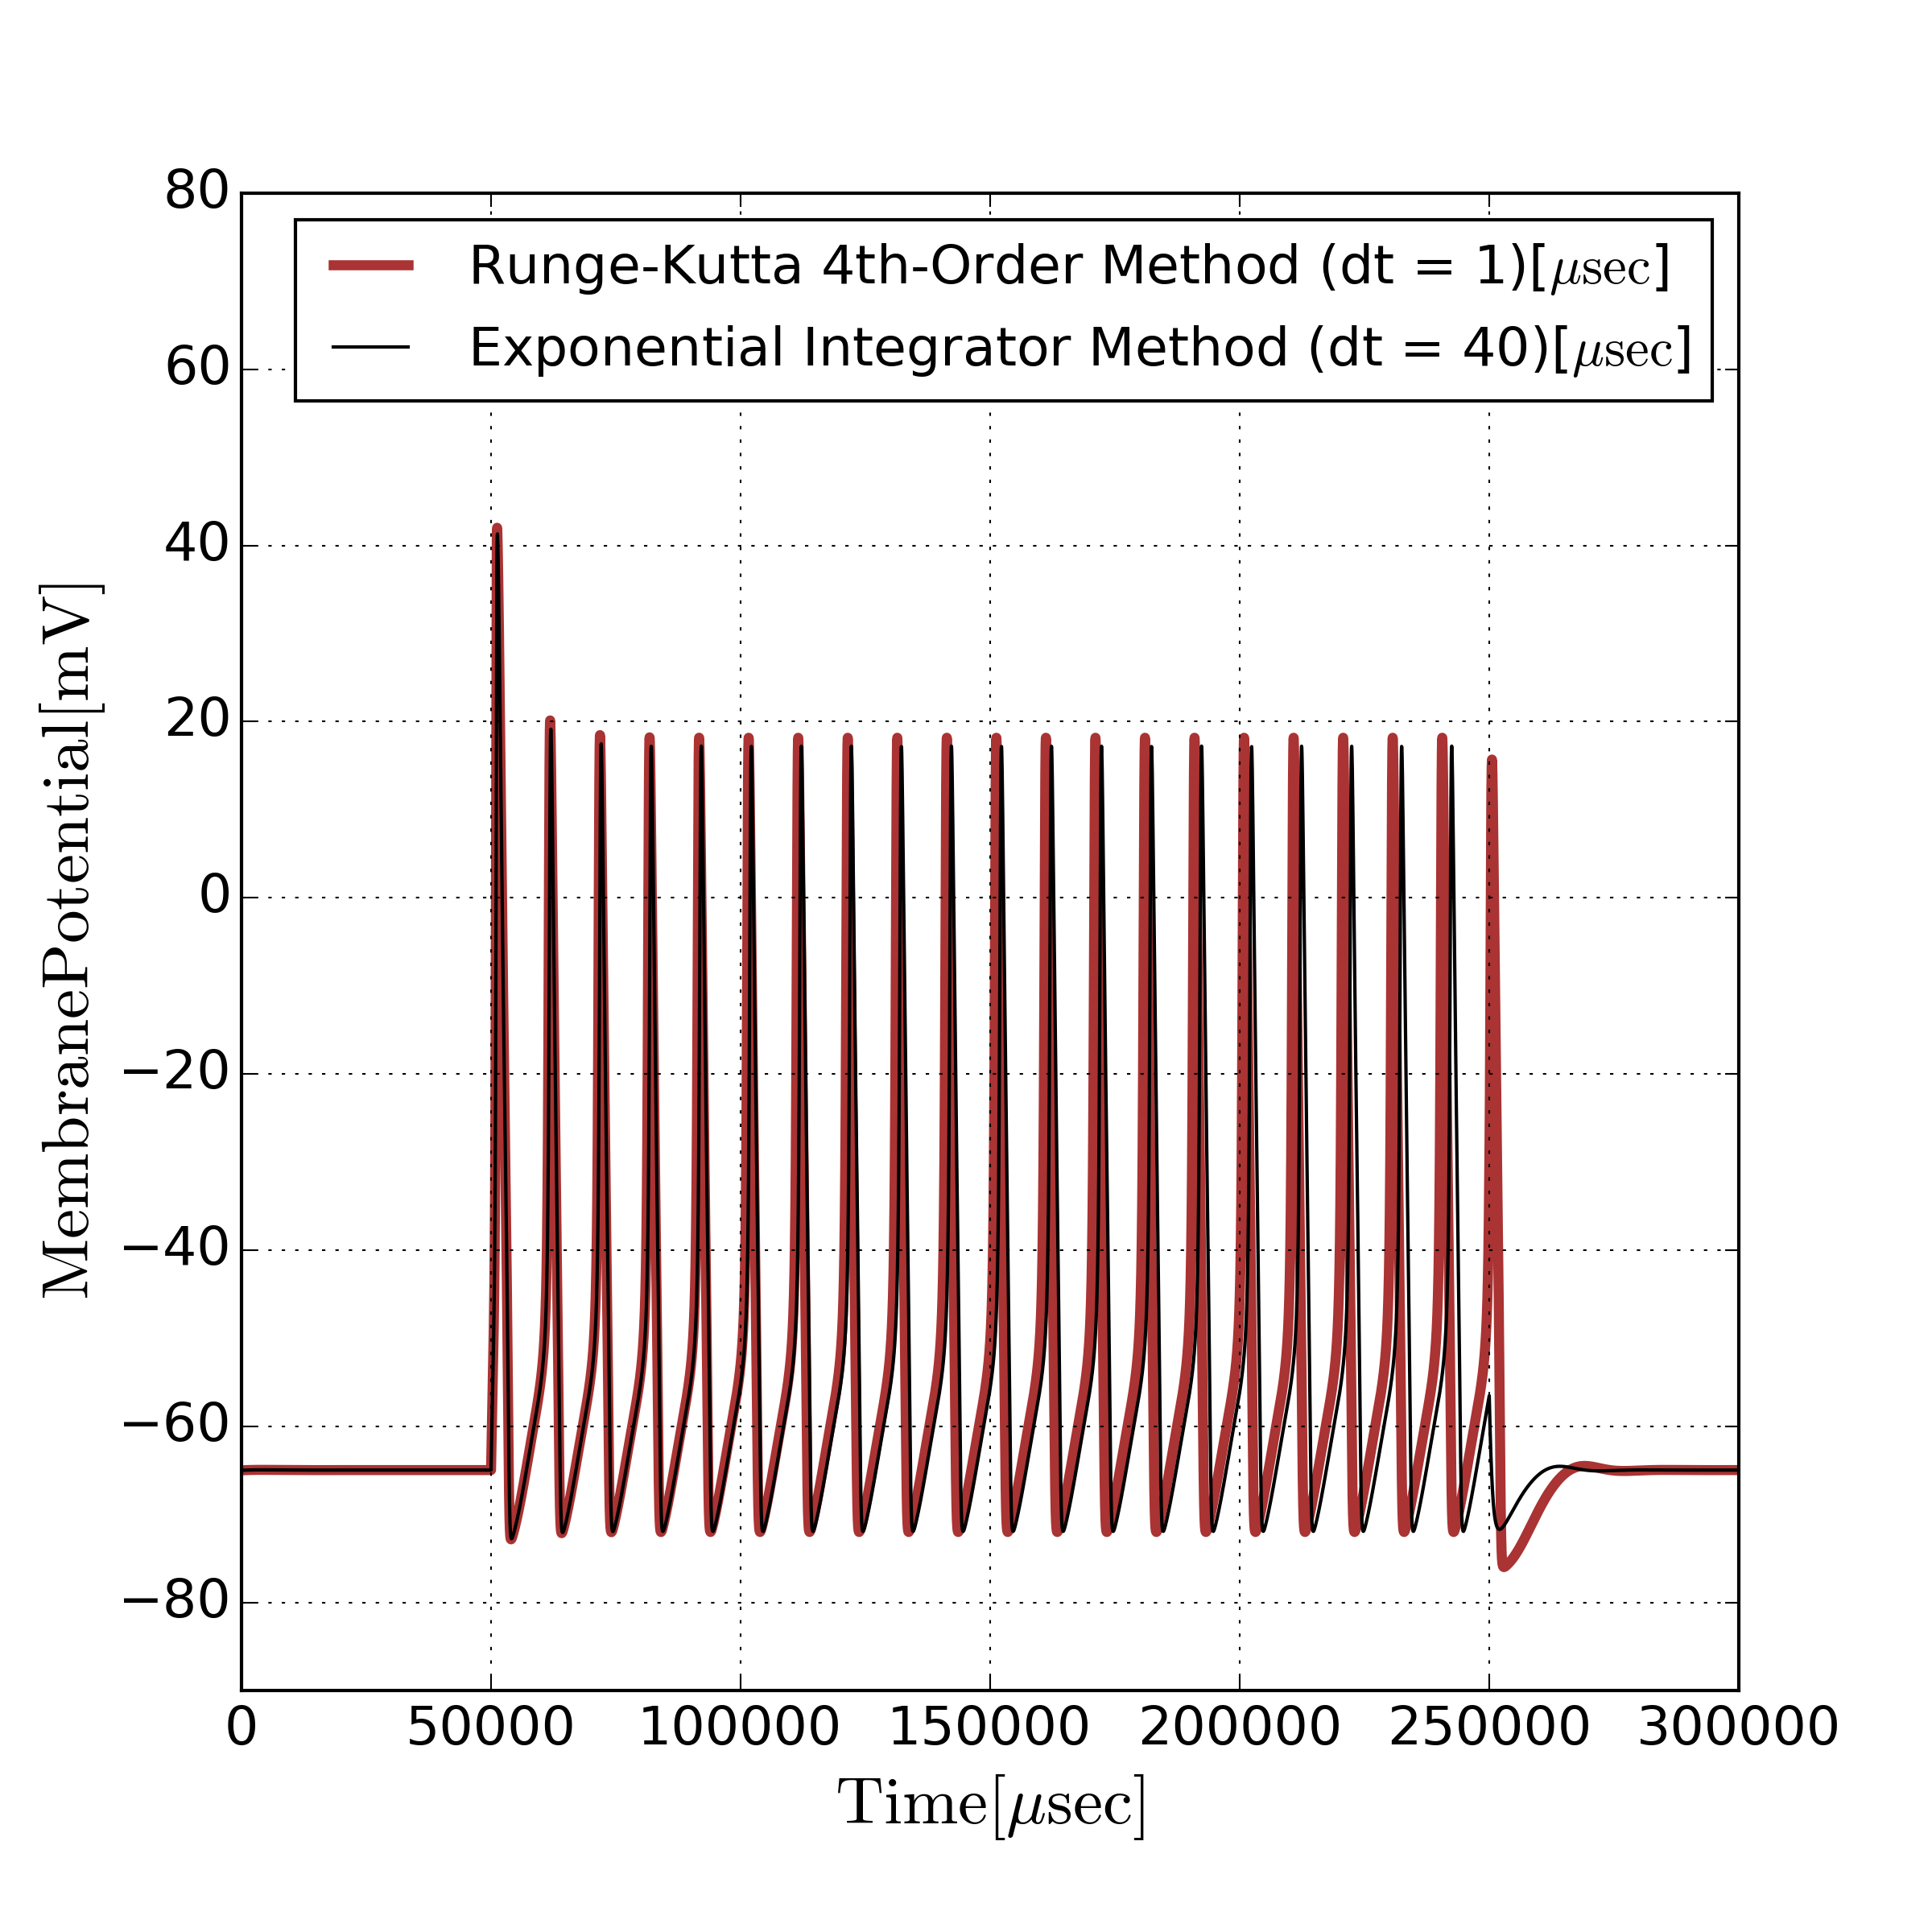 Runge-Kutta 4th-Order Method (dt = 1)[μsec]
Exponential Integrator Method (dt = 40)[μsec]
80
60
40
20
0
−20
−40
−60
−80
MembranePotential[mV]
0 50000 100000 150000 200000 250000 300000
Time[μsec]